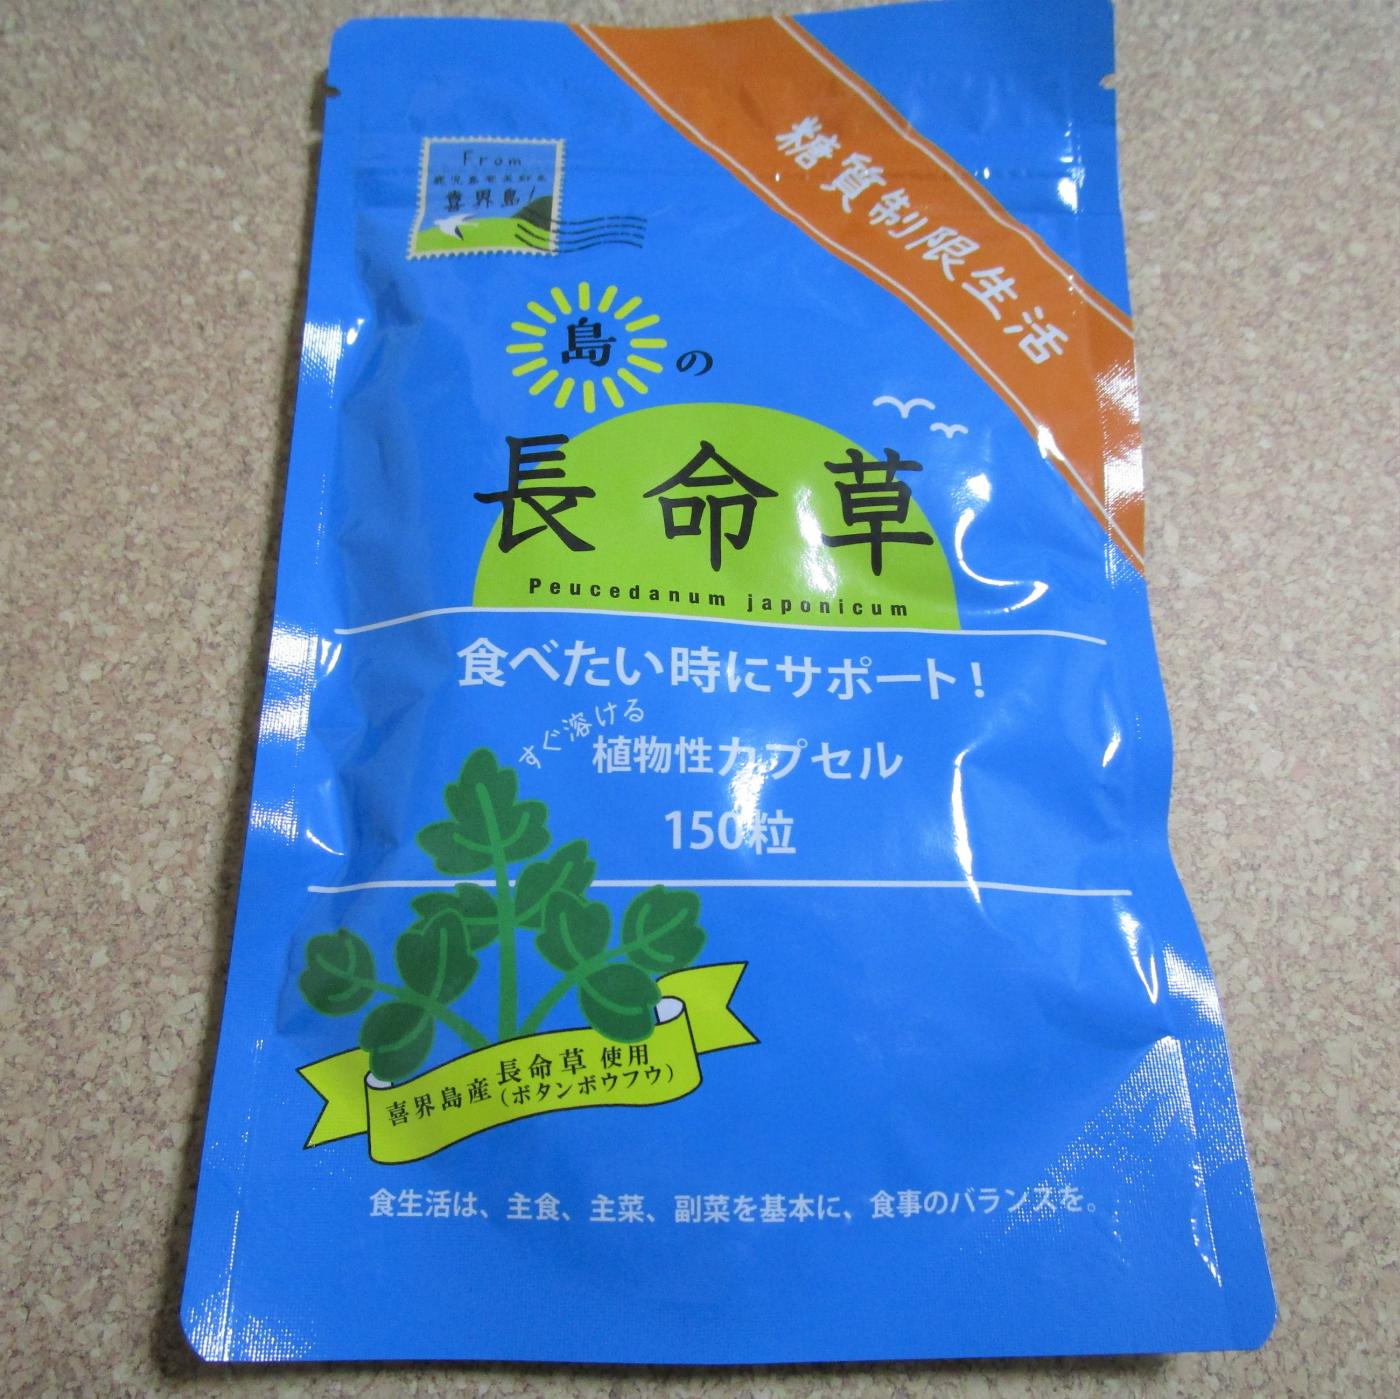 From
鹿児島奄美群島
喜界島!
糖質制限生活
島の
長命草
Peucedanum japonicum
食べたい時にサポート!
すぐ溶ける
植物性カプセル
150粒
喜界島産 長命草 使用
(ボタンボウフウ)
食生活は、主食、主菜、副菜を基本に、食事のバランスを。